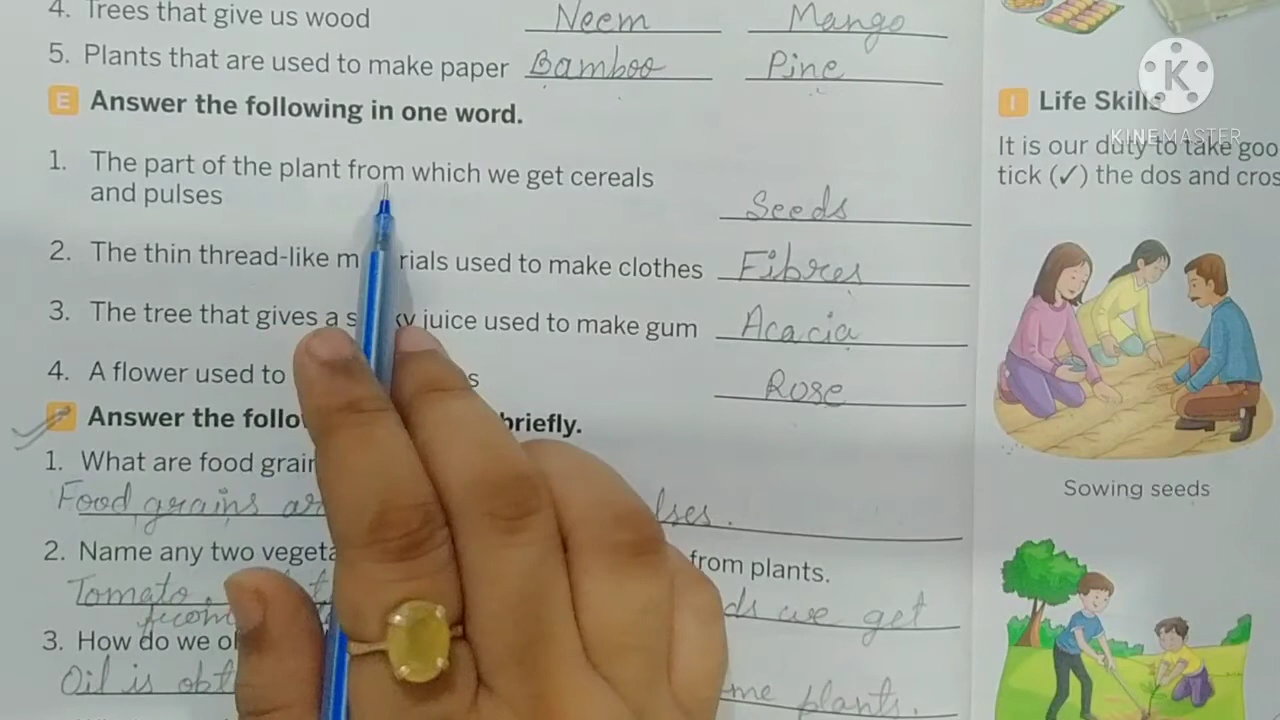 4. Trees that give us wood Neem Mango
5. Plants that are used to make paper Bamboo Pine
E Answer the following in one word.
1. The part of the plant from which we get cereals
and pulses Seeds
2. The thin thread-like m rials used to make clothes Fibres
3. The tree that gives a s ky juice used to make gum Acacia
4. A flower used to s Rose
Answer the follo briefly.
1. What are food grain
Food grains ar lses.
2. Name any two vegeta from plants.
Tomato, ds we get
3. How do we o
Oil is obt me plants.
K
KINEMASTER
I Life Skills
It is our duty to take goo
tick (✓) the dos and cros
Sowing seeds